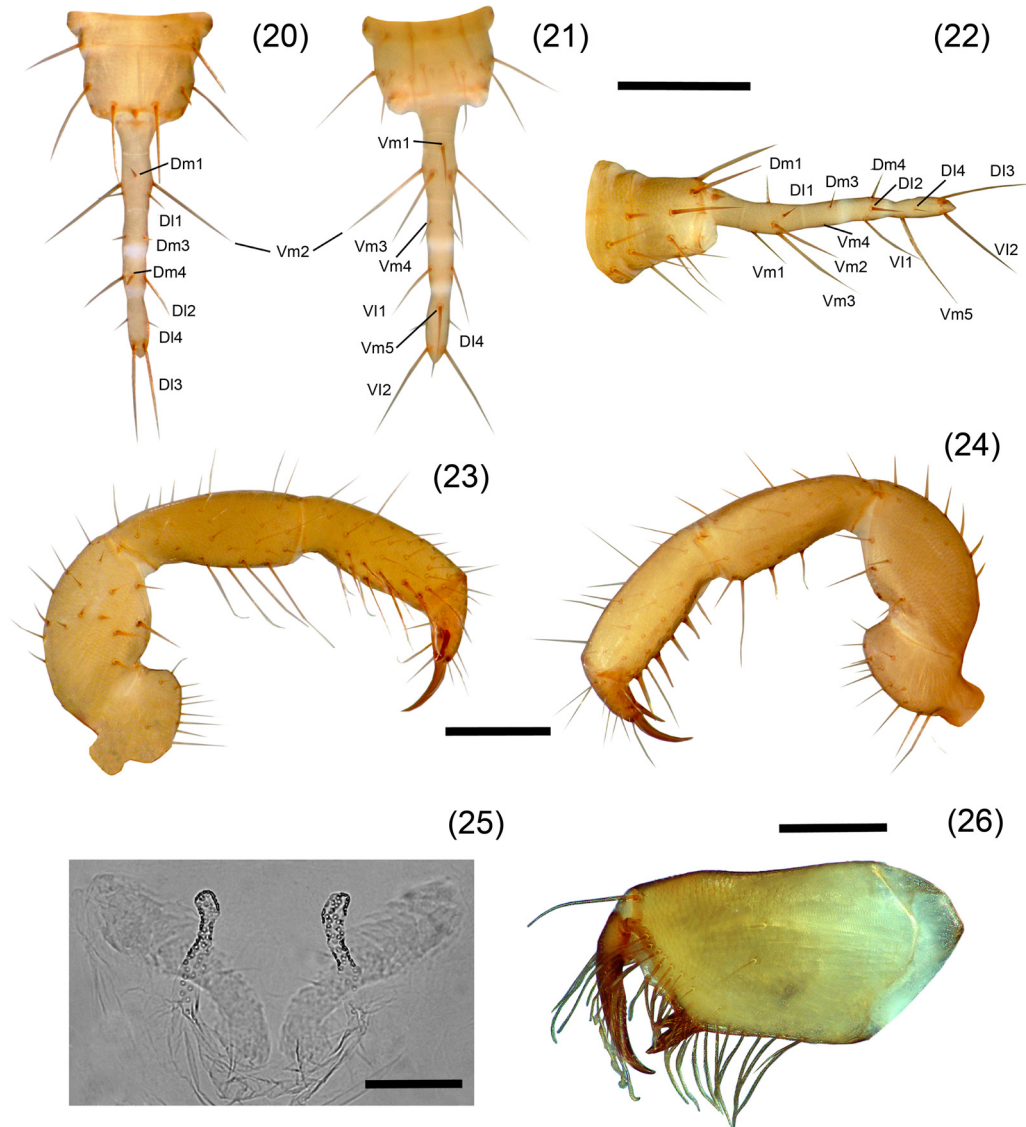 (20)
(21)
(22)
Dm1
Vm1
Dl1
Dm3
Dm4
Dl2
Dl4
Dl3
Vm2
Vm3
Vm4
Vl1
Vm5
Dl4
Vl2
Dm1
Dl1
Dm3
Dm4
Dl2
Dl4
Dl3
Vm1
Vm2
Vm3
Vm4
Vl1
Vm5
Vl2
(23)
(24)
(25)
(26)